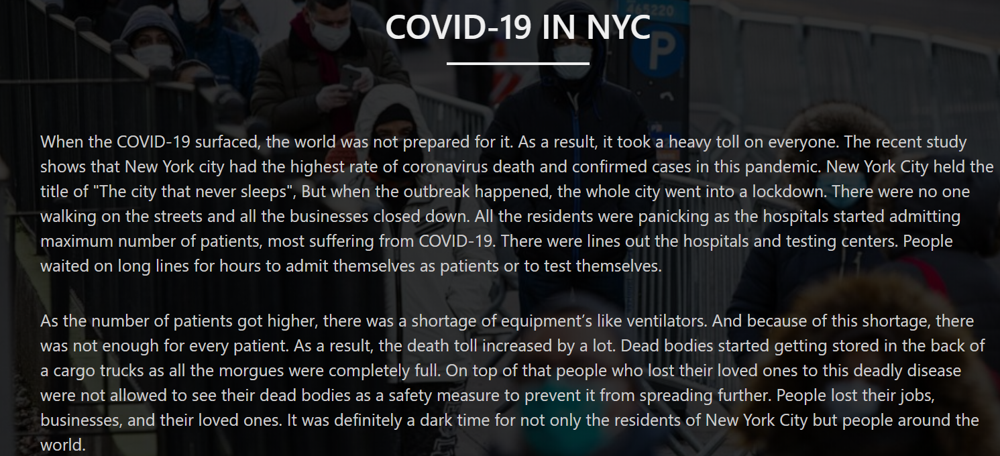 465220
COVID-19 IN NYC
P
When the COVID-19 surfaced, the world was not prepared for it. As a result, it took a heavy toll on everyone. The recent study
shows that New York city had the highest rate of coronavirus death and confirmed cases in this pandemic. New York City held the
title of "The city that never sleeps", But when the outbreak happened, the whole city went into a lockdown. There were no one
walking on the streets and all the businesses closed down. All the residents were panicking as the hospitals started admitting
maximum number of patients, most suffering from COVID-19. There were lines out the hospitals and testing centers. People
waited on long lines for hours to admit themselves as patients or to test themselves.
As the number of patients got higher, there was a shortage of equipment’s like ventilators. And because of this shortage, there
was not enough for every patient. As a result, the death toll increased by a lot. Dead bodies started getting stored in the back of
a cargo trucks as all the morgues were completely full. On top of that people who lost their loved ones to this deadly disease
were not allowed to see their dead bodies as a safety measure to prevent it from spreading further. People lost their jobs,
businesses, and their loved ones. It was definitely a dark time for not only the residents of New York City but people around the
world.